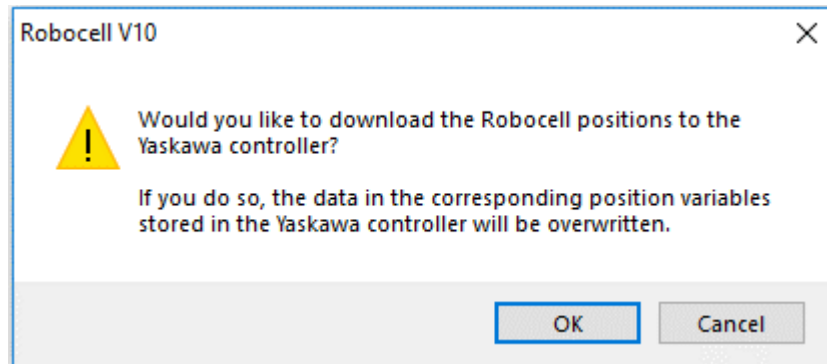 Robocell V10
Would you like to download the Robocell positions to the
Yaskawa controller?
If you do so, the data in the corresponding position variables
stored in the Yaskawa controller will be overwritten.
OK
Cancel